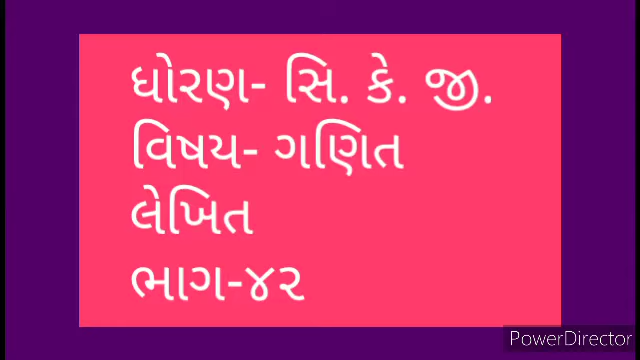 ધોરણ- સિ. કે. જી.
વિષય- ગણિત
લેખિત
ભાગ-૪૨
PowerDirector